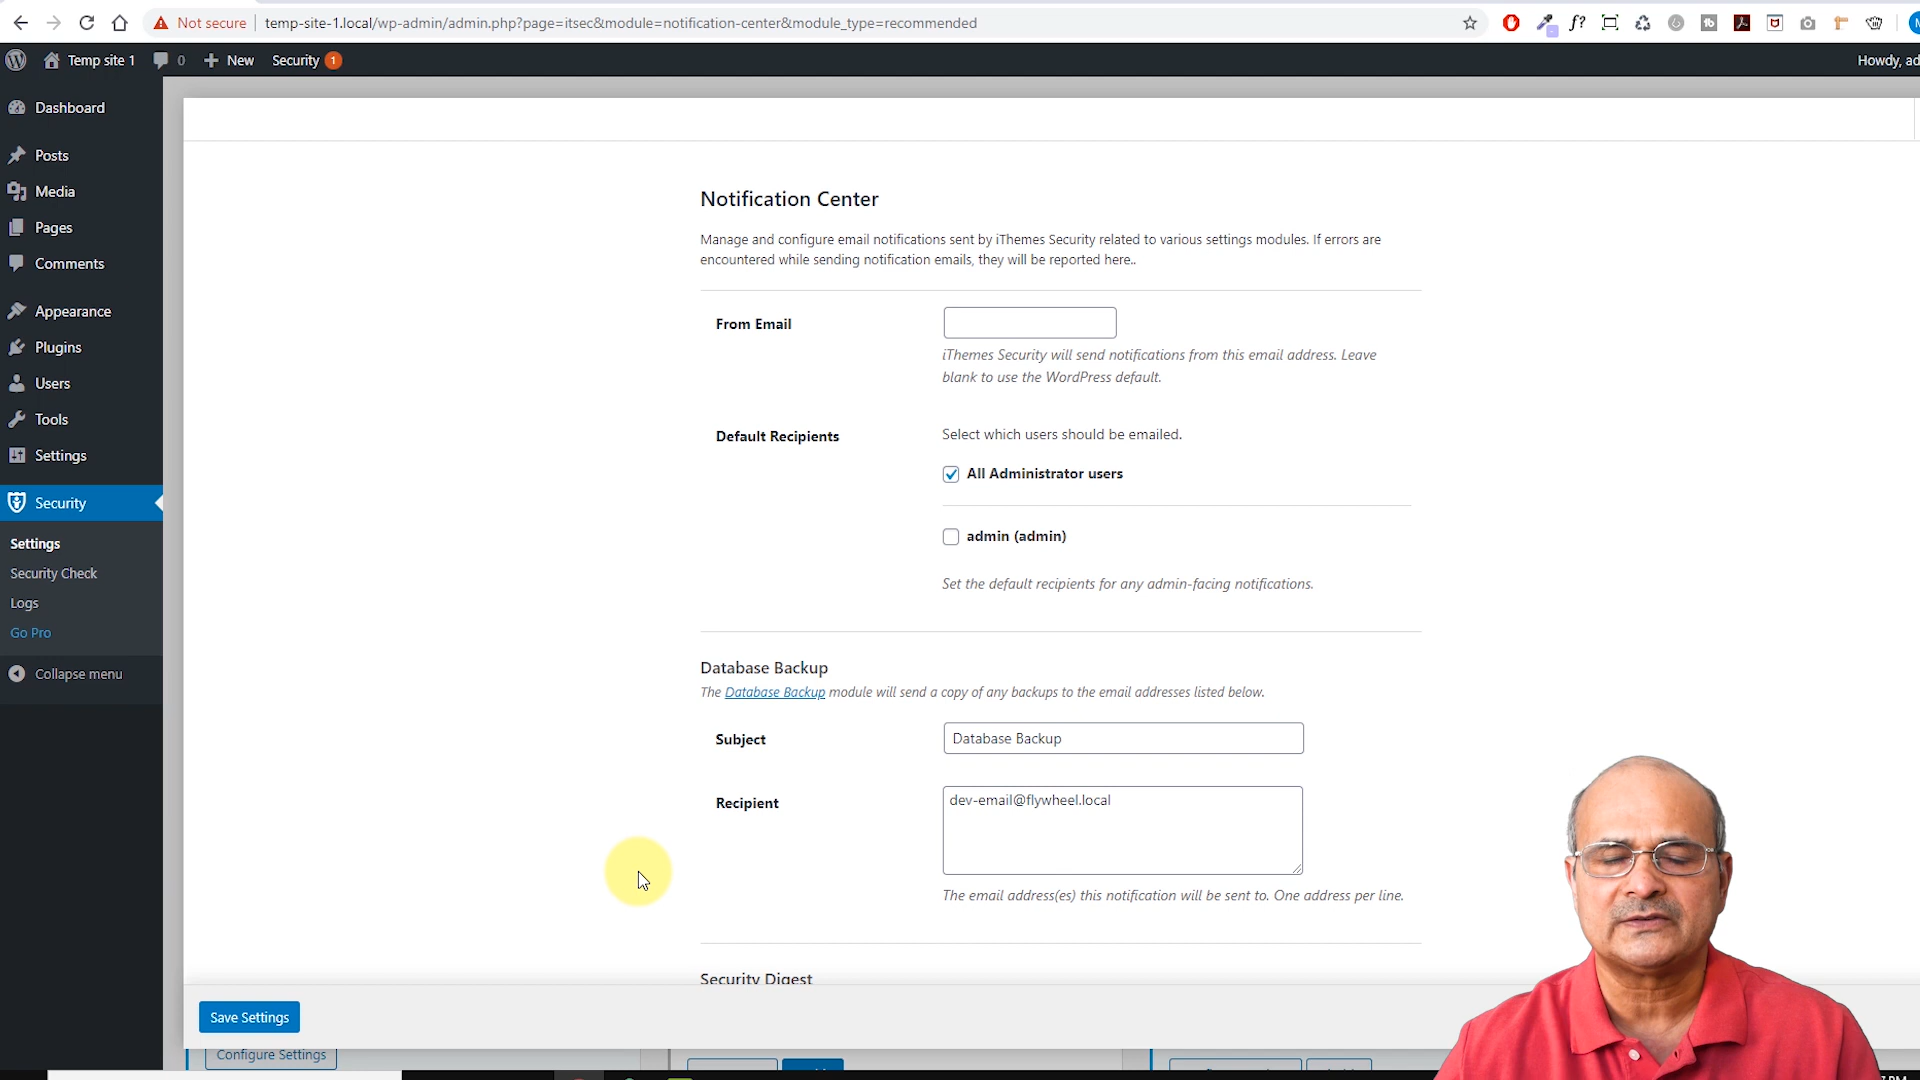 Not secure
temp-site-1.local/wp-admin/admin.php?page=itsec&module=notification-center&module_type=recommended
Temp site 1
0
New
Security 1
Howdy, ad
Dashboard
Posts
Media
Pages
Comments
Appearance
Plugins
Users
Tools
Settings
Security
Settings
Security Check
Logs
Go Pro
Collapse menu
Notification Center
Manage and configure email notifications sent by iThemes Security related to various settings modules. If errors are
encountered while sending notification emails, they will be reported here..
From Email
iThemes Security will send notifications from this email address. Leave
blank to use the WordPress default.
Default Recipients
Select which users should be emailed.
All Administrator users
admin (admin)
Set the default recipients for any admin-facing notifications.
Database Backup
The Database Backup module will send a copy of any backups to the email addresses listed below.
Subject
Database Backup
Recipient
dev-email@flywheel.local
The email address(es) this notification will be sent to. One address per line.
Security Digest
Save Settings
Configure Settings